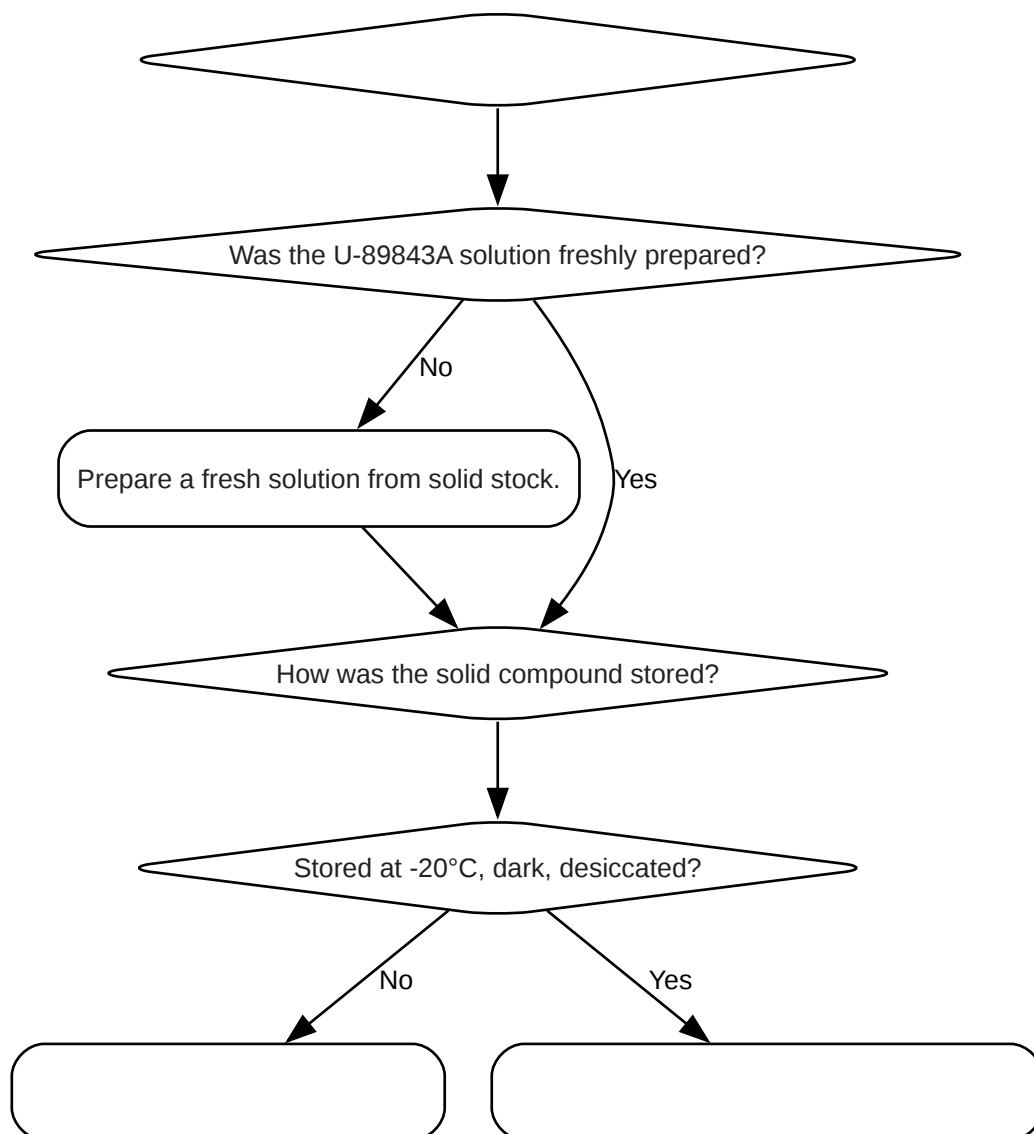 Was the U-89843A solution freshly prepared?
No
Prepare a fresh solution from solid stock.
Yes
How was the solid compound stored?
Stored at -20°C, dark, desiccated?
No
Yes